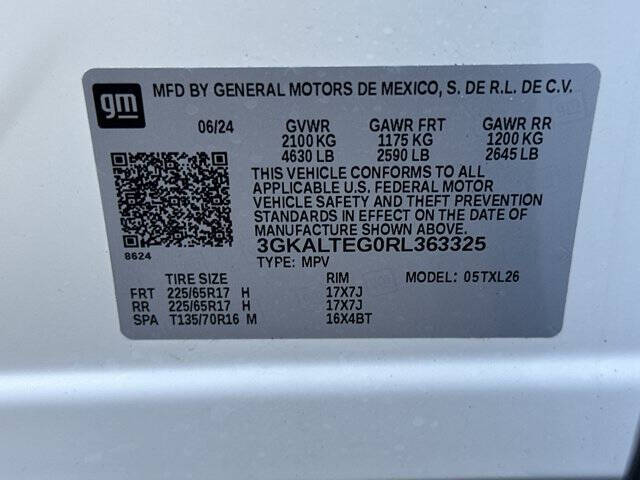 gm
MFD BY GENERAL MOTORS DE MEXICO, S. DE R.L. DE C.V.
06/24 GVWR GAWR FRT GAWR RR
2100 KG 1175 KG 1200 KG
4630 LB 2590 LB 2645 LB
THIS VEHICLE CONFORMS TO ALL
APPLICABLE U.S. FEDERAL MOTOR
VEHICLE SAFETY AND THEFT PREVENTION
STANDARDS IN EFFECT ON THE DATE
OF MANUFACTURE SHOWN ABOVE.
3GKALTEG0RL363325
8624
TYPE: MPV
TIRE SIZE RIM MODEL: 05TXL26
FRT 225/65R17 H 17X7J
RR 225/65R17 H 17X7J
SPA T135/70R16 M 16X4BT